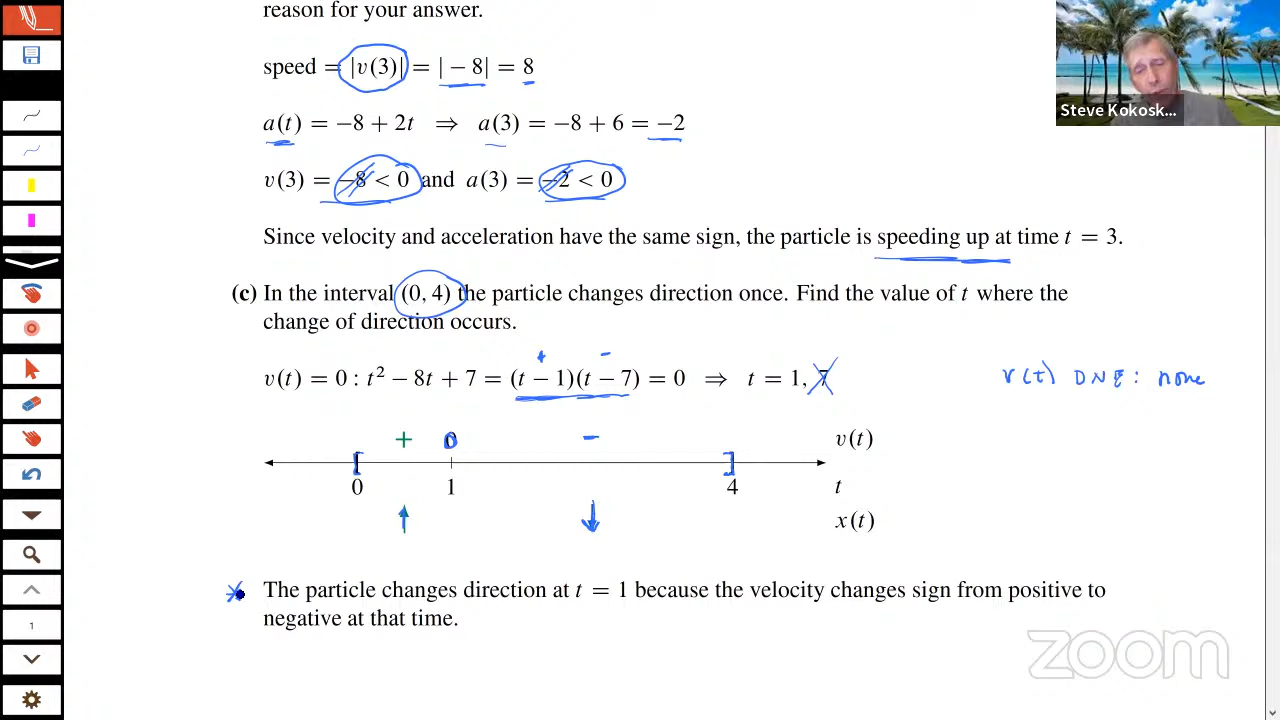 reason for your answer.
speed = |v(3)| = |− 8| = 8
a(t) = −8 + 2t ⇒ a(3) = −8 + 6 = −2
v(3) = −8 < 0 and a(3) = −2 < 0
Since velocity and acceleration have the same sign, the particle is speeding up at time t = 3.
(c) In the interval (0, 4) the particle changes direction once. Find the value of t where the
change of direction occurs.
+ −
v(t) = 0 : t² − 8t + 7 = (t − 1)(t − 7) = 0 ⇒ t = 1, 7
v(t) DNE : none
+ 0 − v(t)
[ ]
0 1 4 t
↑ ↓ x(t)
* The particle changes direction at t = 1 because the velocity changes sign from positive to
negative at that time.
Steve Kokosk...
zoom
1